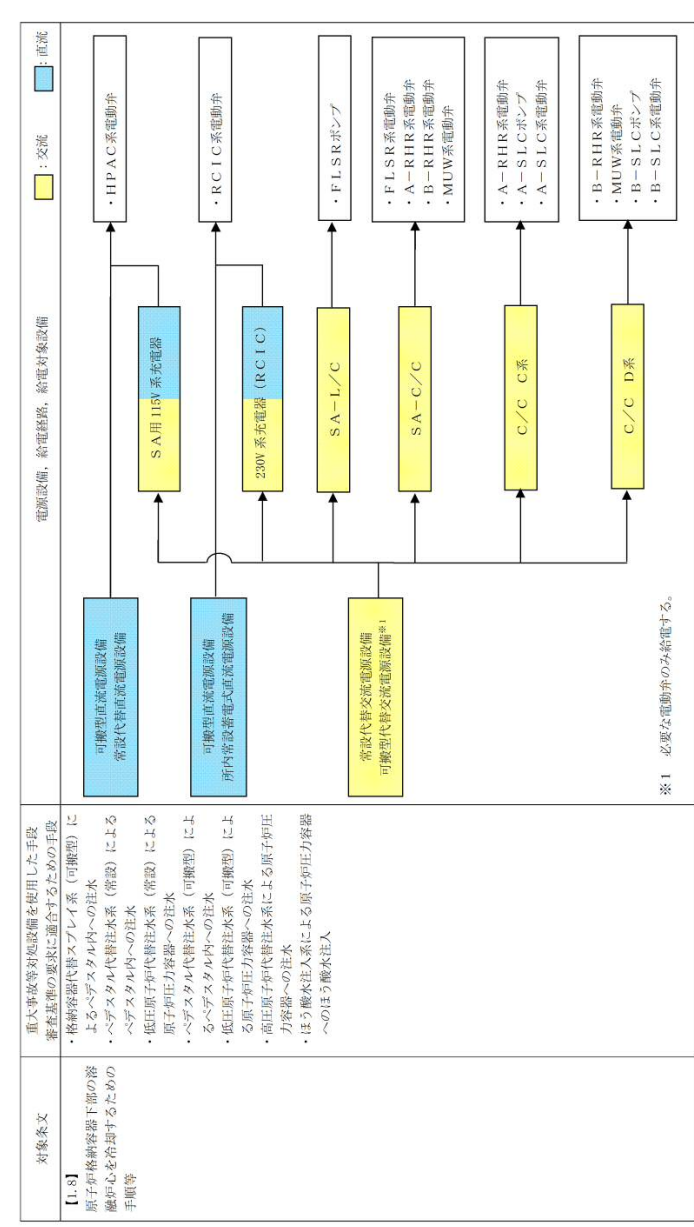 対象条文
重大事故等対処設備を使用した手段
審査基準の要求に適合するための手段
電源設備，給電経路，給電対象設備
：交流
：直流
【1.8】
原子炉格納容器下部の溶
融炉心を冷却するための
手順等
・格納容器代替スプレイ系（可搬型）に
よるペデスタル内への注水
・ペデスタル代替注水系（常設）による
ペデスタル内への注水
・低圧原子炉代替注水系（常設）による
原子炉圧力容器への注水
・ペデスタル代替注水系（可搬型）によ
るペデスタル内への注水
・低圧原子炉代替注水系（可搬型）によ
る原子炉圧力容器への注水
・高圧原子炉代替注水系による原子炉圧
力容器への注水
・ほう酸水注入系による原子炉圧力容器
へのほう酸水注入
可搬型直流電源設備
常設代替直流電源設備
可搬型直流電源設備
所内常設蓄電式直流電源設備
常設代替交流電源設備
可搬型代替交流電源設備※1
ＳＡ用115V系充電器
230V系充電器（ＲＣＩＣ）
ＳＡ－Ｌ／Ｃ
ＳＡ－Ｃ／Ｃ
Ｃ／Ｃ　Ｃ系
Ｃ／Ｃ　Ｄ系
・ＨＰＡＣ系電動弁
・ＲＣＩＣ系電動弁
・ＦＬＳＲポンプ
・ＦＬＳＲ系電動弁
・Ａ－ＲＨＲ系電動弁
・Ｂ－ＲＨＲ系電動弁
・MUW系電動弁
・Ａ－ＲＨＲ系電動弁
・Ａ－ＳＬＣポンプ
・Ａ－ＳＬＣ系電動弁
・Ｂ－ＲＨＲ系電動弁
・MUW系電動弁
・Ｂ－ＳＬＣポンプ
・Ｂ－ＳＬＣ系電動弁
※1　必要な電動弁のみ給電する。